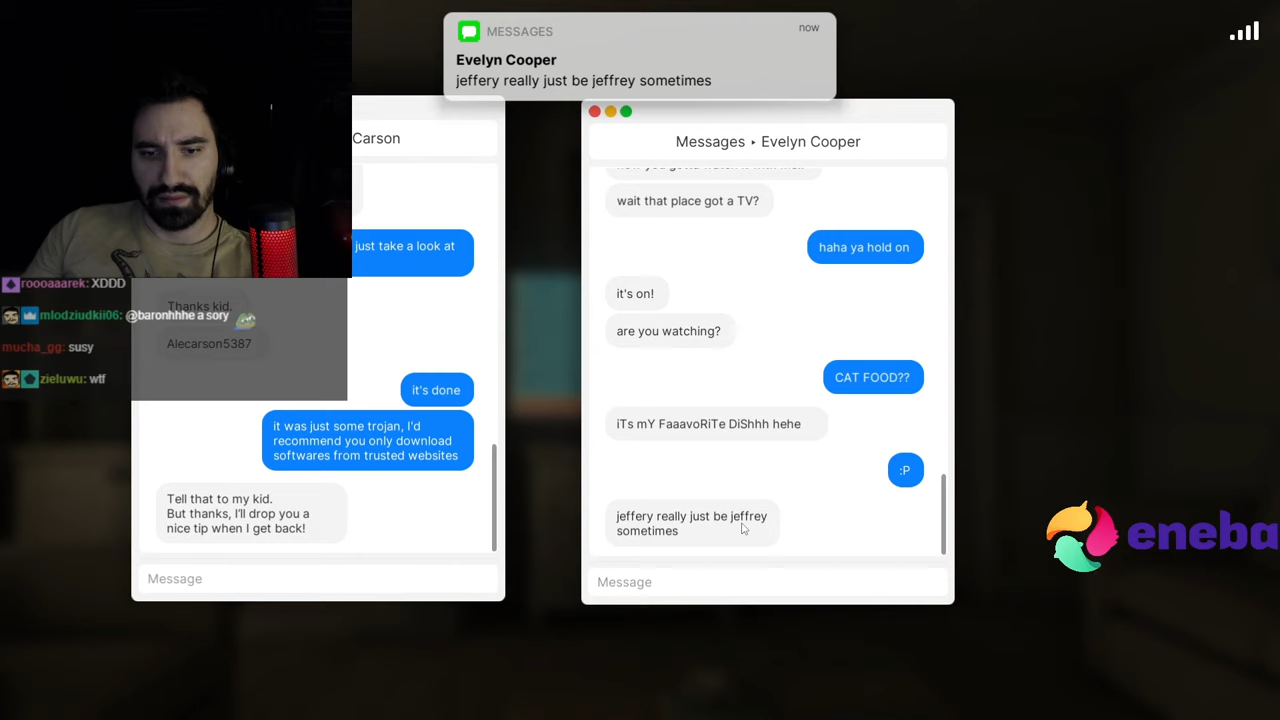 MESSAGES
now
Evelyn Cooper
jeffery really just be jeffrey sometimes
Carson
just take a look at
Thanks kid.
Alecarson5387
it's done
it was just some trojan, I'd
recommend you only download
softwares from trusted websites
Tell that to my kid.
But thanks, I'll drop you a
nice tip when I get back!
Message
roooaaarek: XDDD
mlodziudkii06: @baronhhhe a sory
mucha_gg: susy
zieluwu: wtf
Messages ‣ Evelyn Cooper
wait that place got a TV?
haha ya hold on
it's on!
are you watching?
CAT FOOD??
iTs mY FaaavoRiTe DiShhh hehe
:P
jeffery really just be jeffrey
sometimes
Message
eneba